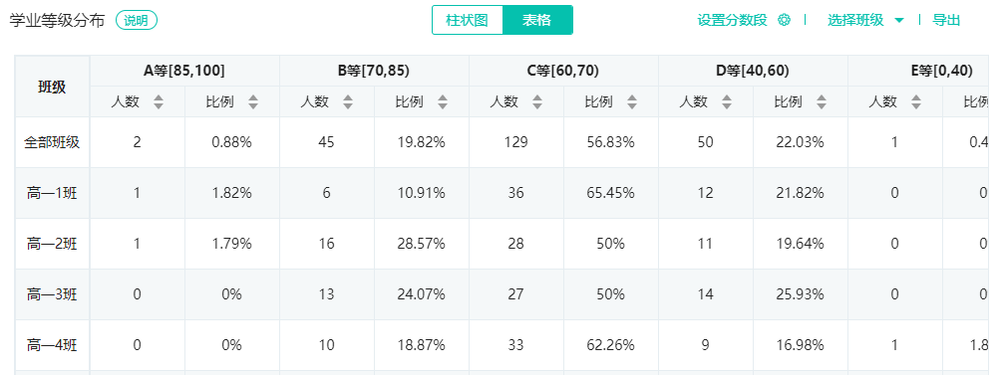 学业等级分布 说明 柱状图 表格 设置分数段 选择班级 导出
班级 A等[85,100] B等[70,85) C等[60,70) D等[40,60) E等[0,40)
人数 比例 人数 比例 人数 比例 人数 比例 人数 比例
全部班级 2 0.88% 45 19.82% 129 56.83% 50 22.03% 1 0.4
高一1班 1 1.82% 6 10.91% 36 65.45% 12 21.82% 0 0
高一2班 1 1.79% 16 28.57% 28 50% 11 19.64% 0 0
高一3班 0 0% 13 24.07% 27 50% 14 25.93% 0 0
高一4班 0 0% 10 18.87% 33 62.26% 9 16.98% 1 1.8